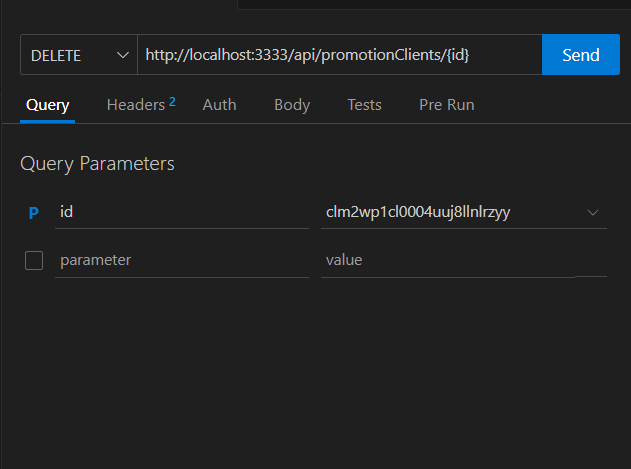 DELETE http://localhost:3333/api/promotionClients/{id} Send
Query Headers 2 Auth Body Tests Pre Run
Query Parameters
P id clm2wp1cl0004uuj8llnlrzyy
parameter value